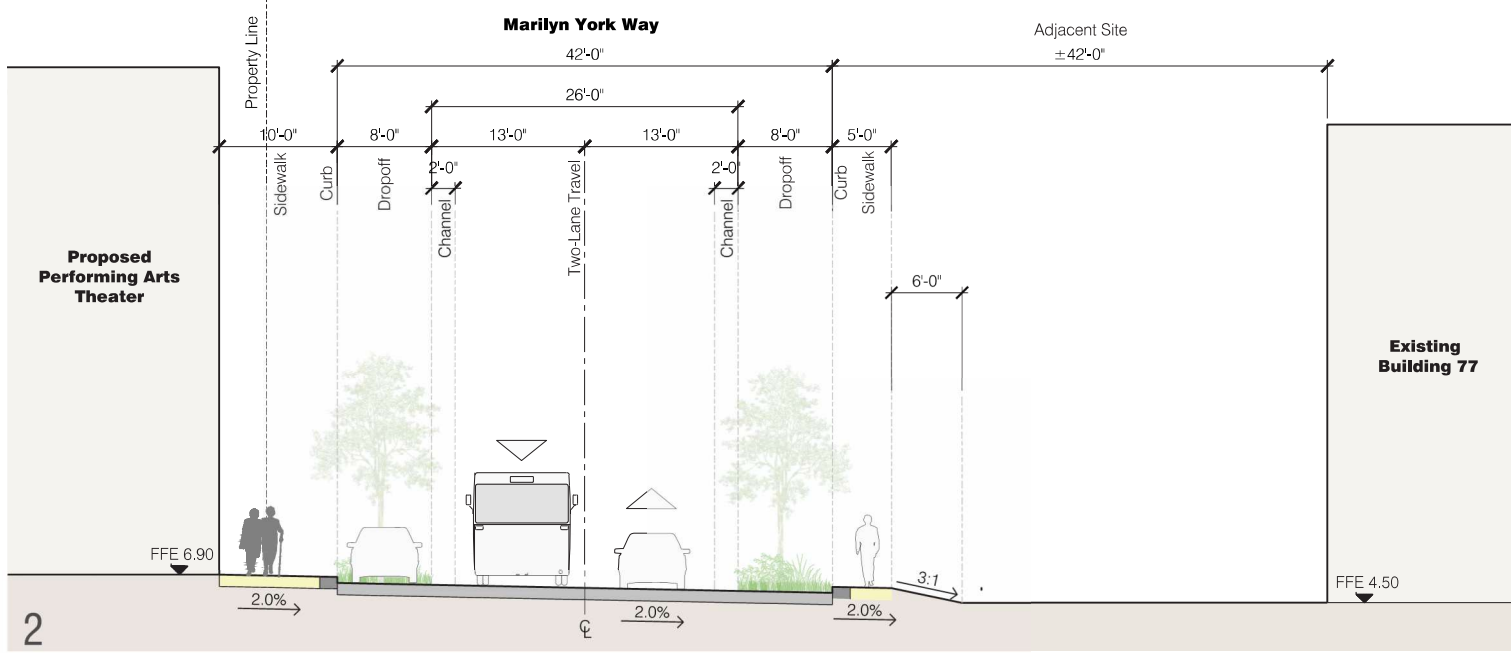 Marilyn York Way
Adjacent Site
42'-0"
±42'-0"
Property Line
26'-0"
10'-0"
8'-0"
13'-0"
13'-0"
8'-0"
5'-0"
Sidewalk
Curb
Dropoff
2'-0"
Channel
Two-Lane Travel
2'-0"
Channel
Dropoff
Curb
Sidewalk
Proposed
Performing Arts
Theater
6'-0"
Existing
Building 77
FFE 6.90
3:1
FFE 4.50
2.0%
2.0%
2.0%
℄
2